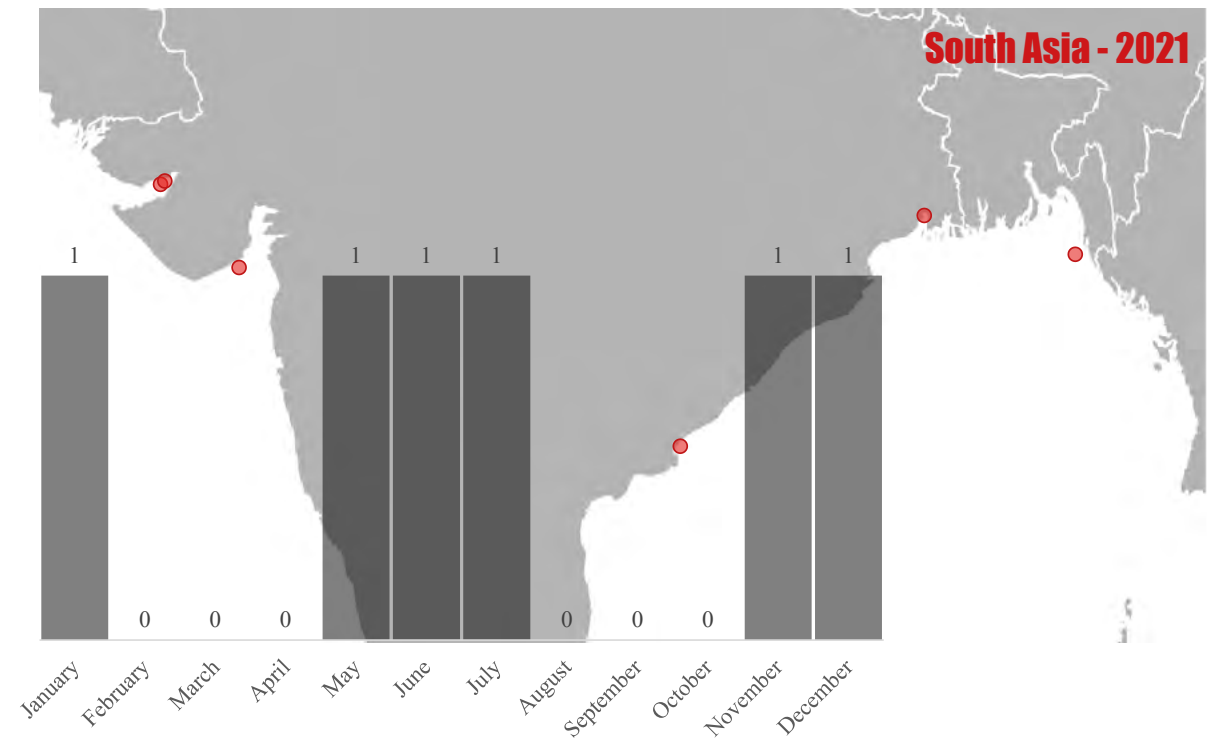 South Asia - 2021
1 1 1 1 1 1
0 0 0 0 0 0
January February March April May June July August September October November December